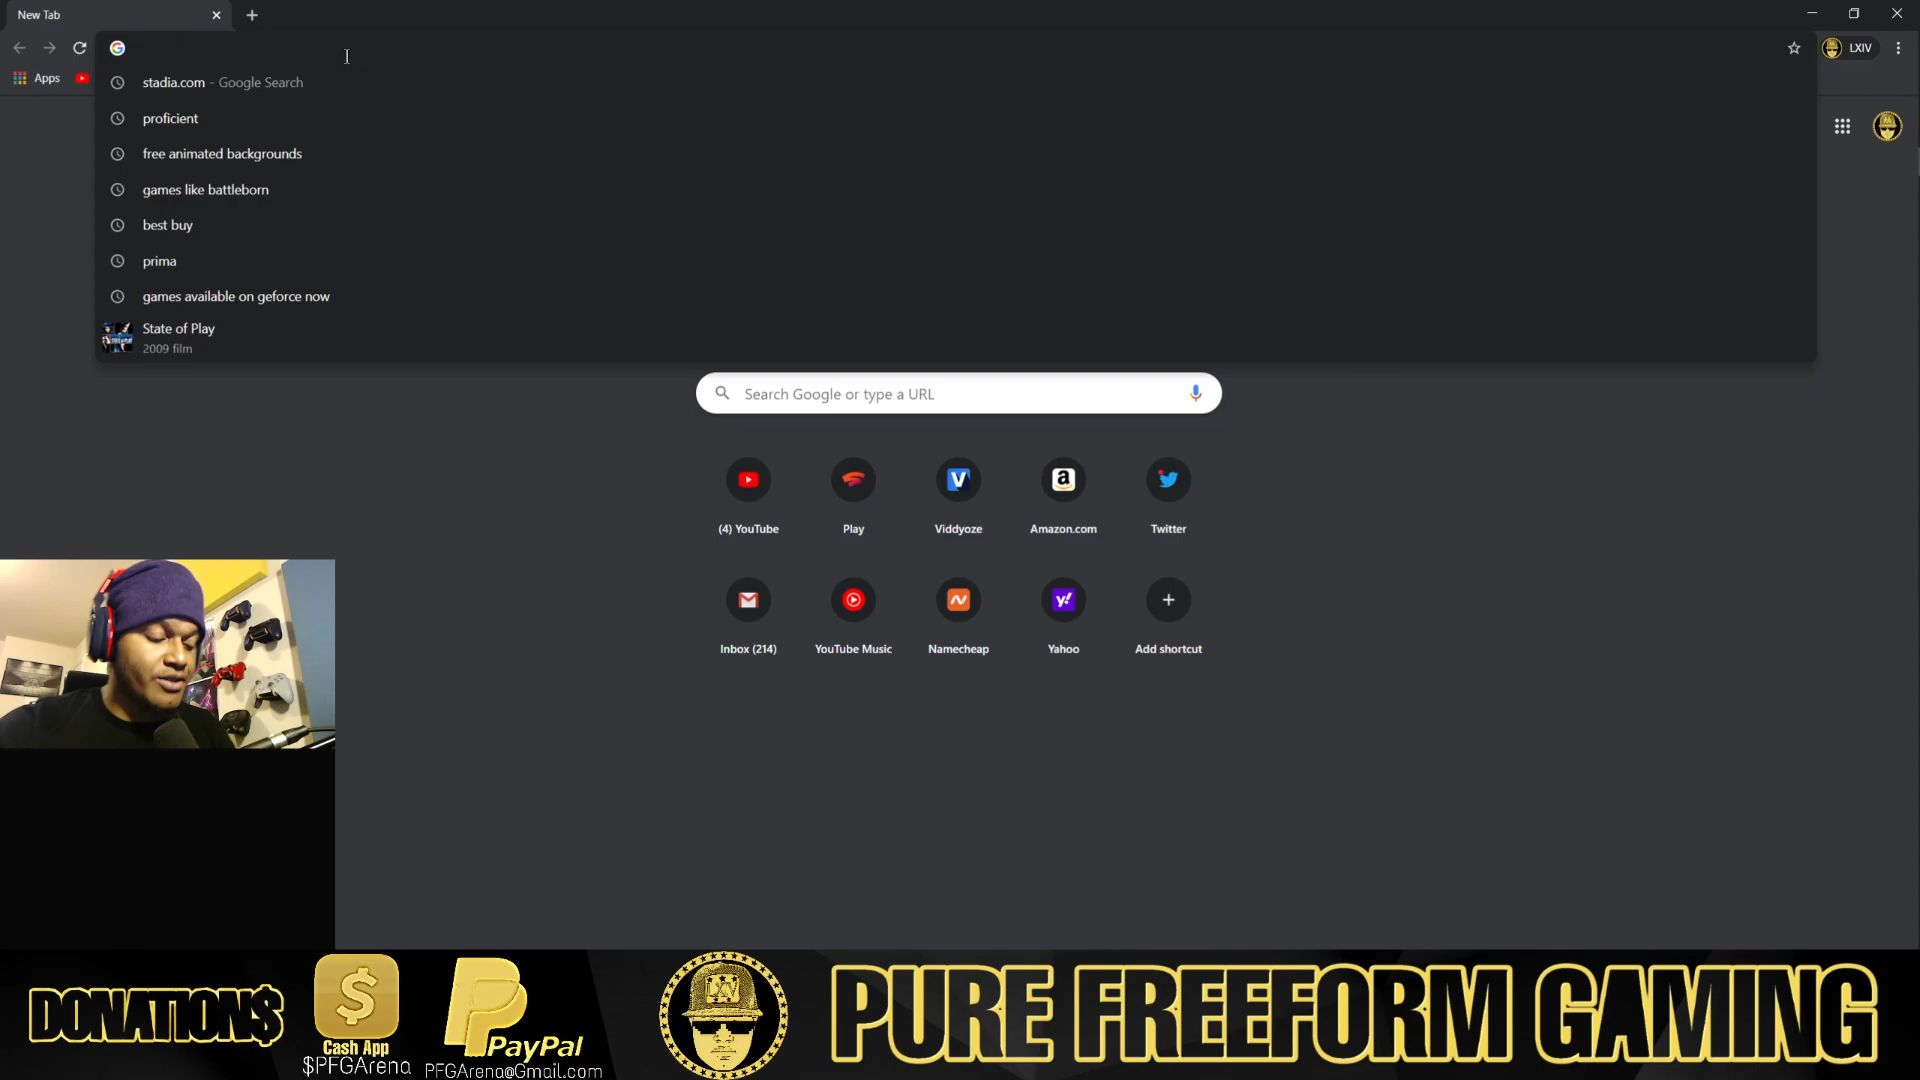 New Tab
LXIV
Apps
stadia.com - Google Search
proficient
free animated backgrounds
games like battleborn
best buy
prima
games available on geforce now
State of Play
2009 film
Search Google or type a URL
(4) YouTube
Play
Viddyoze
Amazon.com
Twitter
Inbox (214)
YouTube Music
Namecheap
Yahoo
Add shortcut
DONATION$
Cash App
$PFGArena
PayPal
PFGArena@Gmail.com
LXIV
PURE FREEFORM GAMING